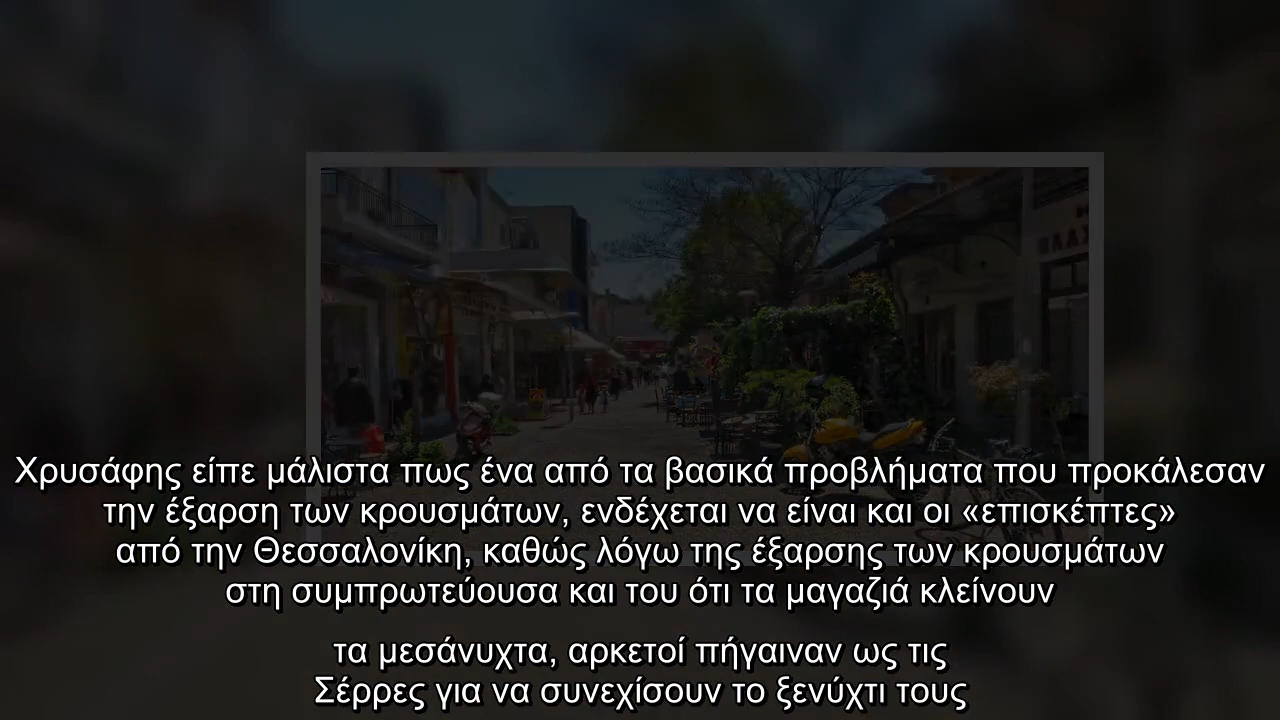 Χρυσάφης είπε μάλιστα πως ένα από τα βασικά προβλήματα που προκάλεσαν
την έξαρση των κρουσμάτων, ενδέχεται να είναι και οι «επισκέπτες»
από την Θεσσαλονίκη, καθώς λόγω της έξαρσης των κρουσμάτων
στη συμπρωτεύουσα και του ότι τα μαγαζιά κλείνουν
τα μεσάνυχτα, αρκετοί πήγαιναν ως τις
Σέρρες για να συνεχίσουν το ξενύχτι τους